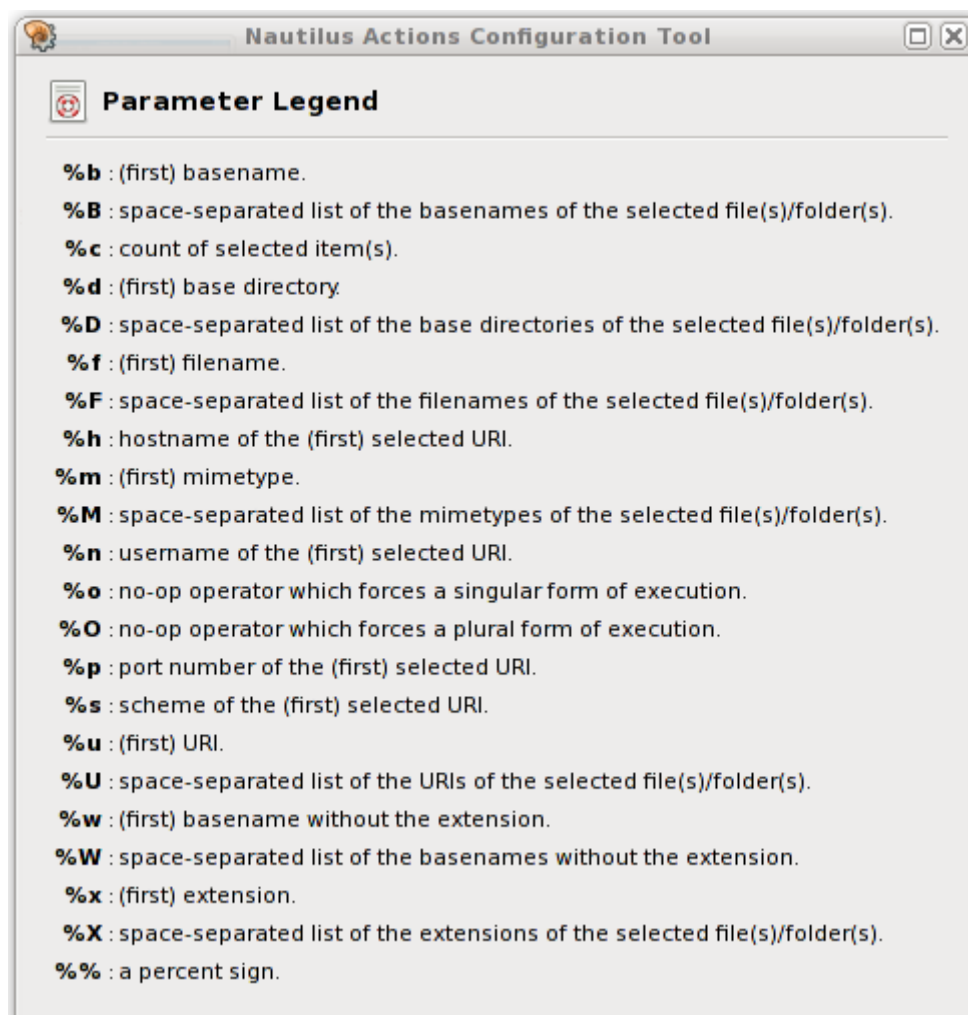 Nautilus Actions Configuration Tool
Parameter Legend
%b : (first) basename.
%B : space-separated list of the basenames of the selected file(s)/folder(s).
%c : count of selected item(s).
%d : (first) base directory.
%D : space-separated list of the base directories of the selected file(s)/folder(s).
%f : (first) filename.
%F : space-separated list of the filenames of the selected file(s)/folder(s).
%h : hostname of the (first) selected URI.
%m : (first) mimetype.
%M : space-separated list of the mimetypes of the selected file(s)/folder(s).
%n : username of the (first) selected URI.
%o : no-op operator which forces a singular form of execution.
%O : no-op operator which forces a plural form of execution.
%p : port number of the (first) selected URI.
%s : scheme of the (first) selected URI.
%u : (first) URI.
%U : space-separated list of the URIs of the selected file(s)/folder(s).
%w : (first) basename without the extension.
%W : space-separated list of the basenames without the extension.
%x : (first) extension.
%X : space-separated list of the extensions of the selected file(s)/folder(s).
%% : a percent sign.